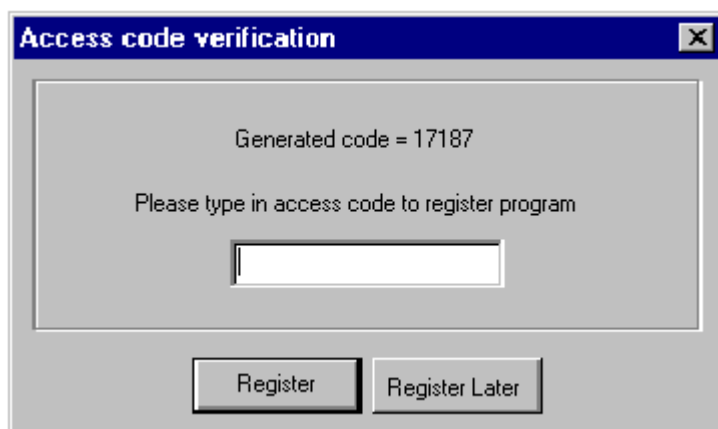 Access code verification
Generated code = 17187
Please type in access code to register program
Register
Register Later